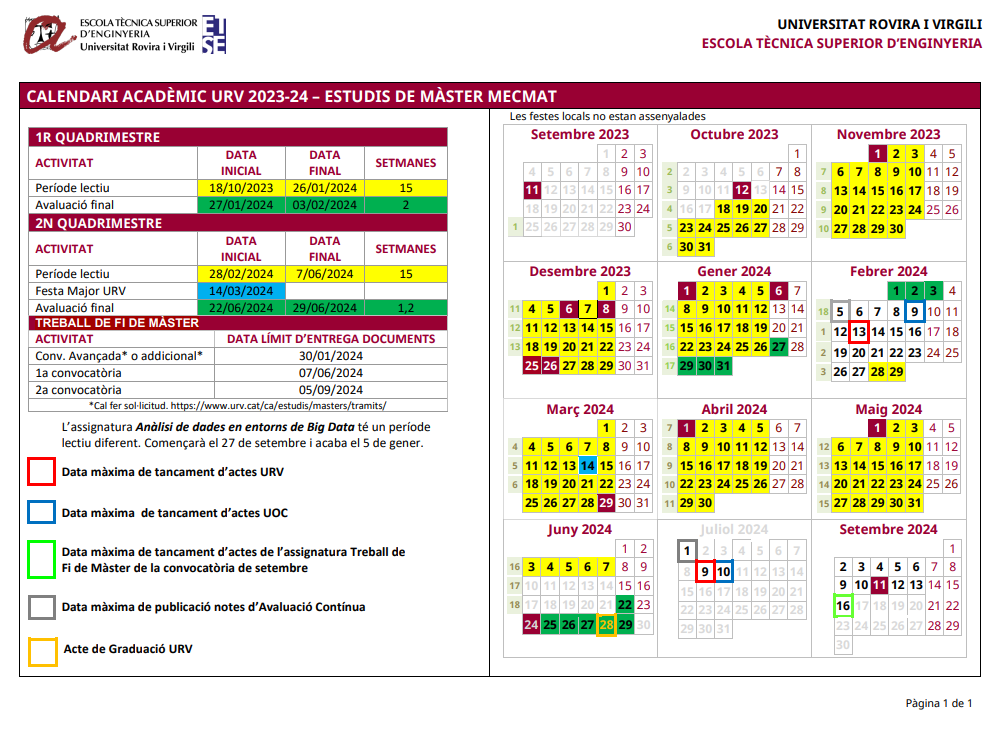 ESCOLA TÈCNICA SUPERIOR
D'ENGINYERIA
Universitat Rovira i Virgili
UNIVERSITAT ROVIRA I VIRGILI
ESCOLA TÈCNICA SUPERIOR D'ENGINYERIA
CALENDARI ACADÈMIC URV 2023-24 – ESTUDIS DE MÀSTER MECMAT
1R QUADRIMESTRE
ACTIVITAT DATA INICIAL DATA FINAL SETMANES
Període lectiu 18/10/2023 26/01/2024 15
Avaluació final 27/01/2024 03/02/2024 2
2N QUADRIMESTRE
ACTIVITAT DATA INICIAL DATA FINAL SETMANES
Període lectiu 28/02/2024 7/06/2024 15
Festa Major URV 14/03/2024
Avaluació final 22/06/2024 29/06/2024 1,2
TREBALL DE FI DE MÀSTER
ACTIVITAT DATA LÍMIT D'ENTREGA DOCUMENTS
Conv. Avançada* o addicional* 30/01/2024
1a convocatòria 07/06/2024
2a convocatòria 05/09/2024
*Cal fer sol·licitud. https://www.urv.cat/ca/estudis/masters/tramits/
L'assignatura Anàlisi de dades en entorns de Big Data té un període
lectiu diferent. Començarà el 27 de setembre i acaba el 5 de gener.
Data màxima de tancament d'actes URV
Data màxima de tancament d'actes UOC
Data màxima de tancament d'actes de l'assignatura Treball de
Fi de Màster de la convocatòria de setembre
Data màxima de publicació notes d'Avaluació Contínua
Acte de Graduació URV
Les festes locals no estan assenyalades
Setembre 2023
1 2 3
4 5 6 7 8 9 10
11 12 13 14 15 16 17
18 19 20 21 22 23 24
1 25 26 27 28 29 30
Octubre 2023
1
2 2 3 4 5 6 7 8
3 9 10 11 12 13 14 15
4 16 17 18 19 20 21 22
5 23 24 25 26 27 28 29
6 30 31
Novembre 2023
1 2 3 4 5
7 6 7 8 9 10 11 12
8 13 14 15 16 17 18 19
9 20 21 22 23 24 25 26
10 27 28 29 30
Desembre 2023
1 2 3
11 4 5 6 7 8 9 10
12 11 12 13 14 15 16 17
13 18 19 20 21 22 23 24
25 26 27 28 29 30 31
Gener 2024
1 2 3 4 5 6 7
14 8 9 10 11 12 13 14
15 15 16 17 18 19 20 21
16 22 23 24 25 26 27 28
17 29 30 31
Febrer 2024
1 2 3 4
18 5 6 7 8 9 10 11
1 12 13 14 15 16 17 18
2 19 20 21 22 23 24 25
3 26 27 28 29
Març 2024
1 2 3
4 4 5 6 7 8 9 10
5 11 12 13 14 15 16 17
6 18 19 20 21 22 23 24
25 26 27 28 29 30 31
Abril 2024
7 1 2 3 4 5 6 7
8 8 9 10 11 12 13 14
9 15 16 17 18 19 20 21
10 22 23 24 25 26 27 28
11 29 30
Maig 2024
1 2 3 4 5
12 6 7 8 9 10 11 12
13 13 14 15 16 17 18 19
14 20 21 22 23 24 25 26
15 27 28 29 30 31
Juny 2024
1 2
16 3 4 5 6 7 8 9
17 10 11 12 13 14 15 16
18 17 18 19 20 21 22 23
24 25 26 27 28 29 30
Juliol 2024
1 2 3 4 5 6 7
8 9 10 11 12 13 14
15 16 17 18 19 20 21
22 23 24 25 26 27 28
29 30 31
Setembre 2024
1
2 3 4 5 6 7 8
9 10 11 12 13 14 15
16 17 18 19 20 21 22
23 24 25 26 27 28 29
30
Pàgina 1 de 1